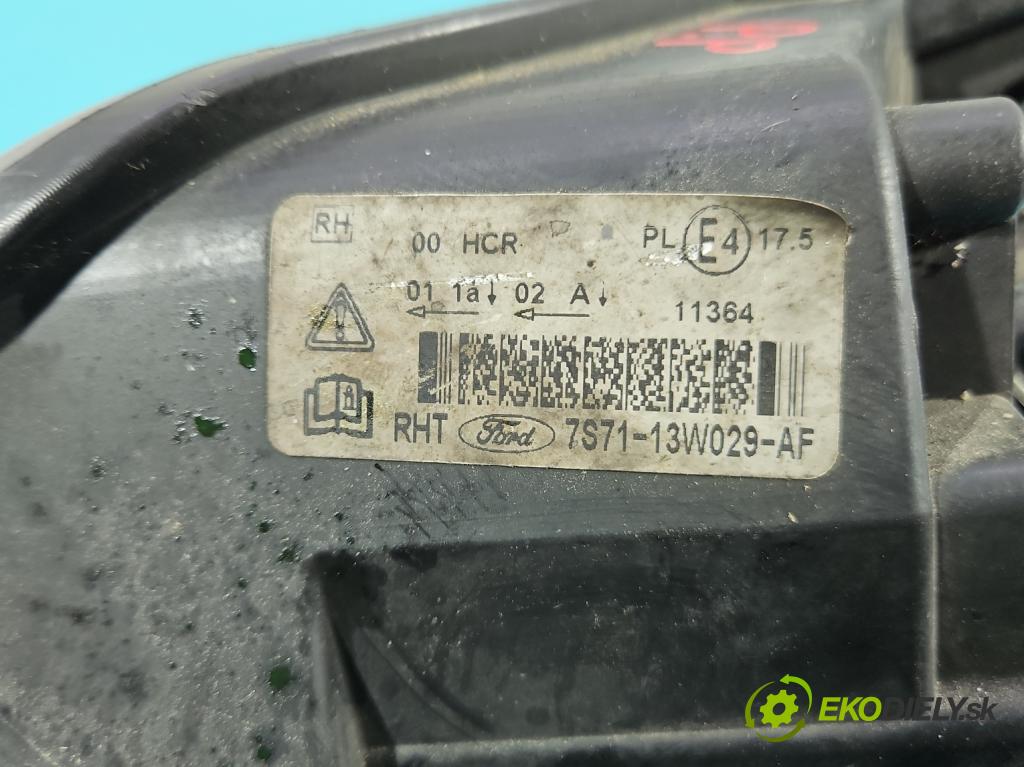 RH 00 HCR PL E4 17.5
01 1a↓ 02 A↓ 11364
RHT Ford 7S71-13W029-AF
EKODIELY.sk